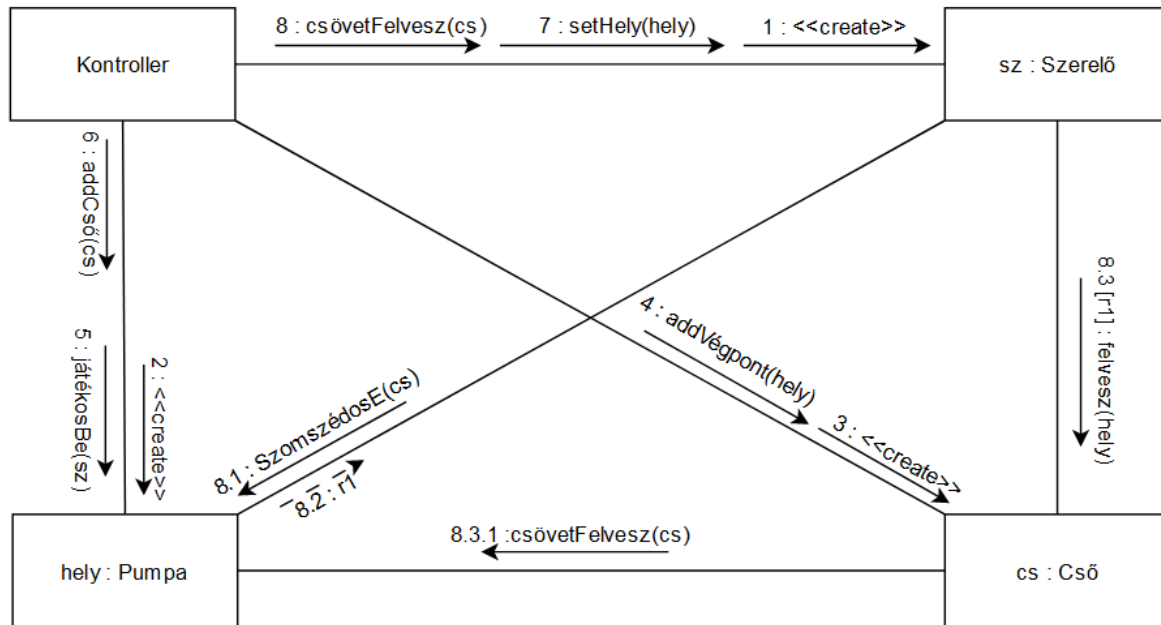 8 : csövetFelvesz(cs)
7 : setHely(hely)
1 : <<create>>
Kontroller
sz : Szerelő
6 : addCső(cs)
5 : játékosBe(sz)
2 : <<create>>
4 : addVégpont(hely)
3 : <<create>>
8.3 [r1] : felvesz(hely)
8.1 : SzomszédosE(cs)
8.2 : r1
8.3.1 :csövetFelvesz(cs)
hely : Pumpa
cs : Cső